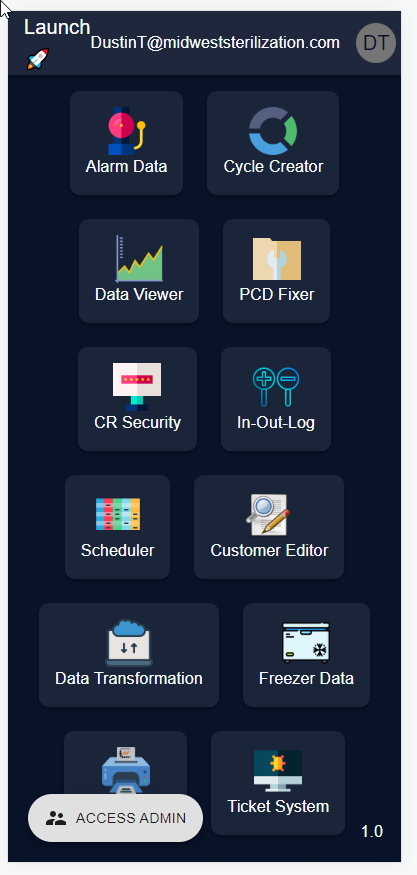 Launch
DustinT@midweststerilization.com
DT
Alarm Data
Cycle Creator
Data Viewer
PCD Fixer
CR Security
In-Out-Log
Scheduler
Customer Editor
Data Transformation
Freezer Data
Ticket System
ACCESS ADMIN
1.0